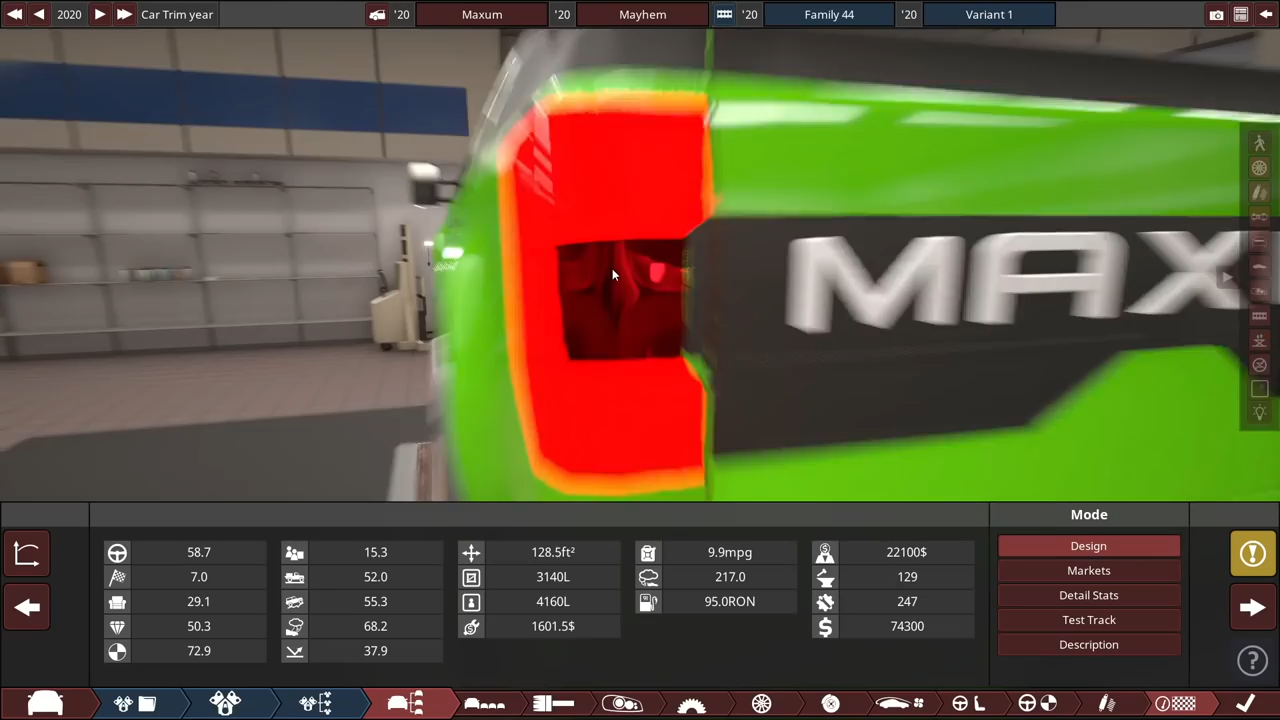 2020 Car Trim year '20 Maxum '20 Mayhem '20 Family 44 '20 Variant 1
MAX
Mode
58.7 15.3 128.5ft² 9.9mpg 22100$ Design
7.0 52.0 3140L 217.0 129 Markets
29.1 55.3 4160L 95.0RON 247 Detail Stats
50.3 68.2 1601.5$ 74300 Test Track
72.9 37.9 Description